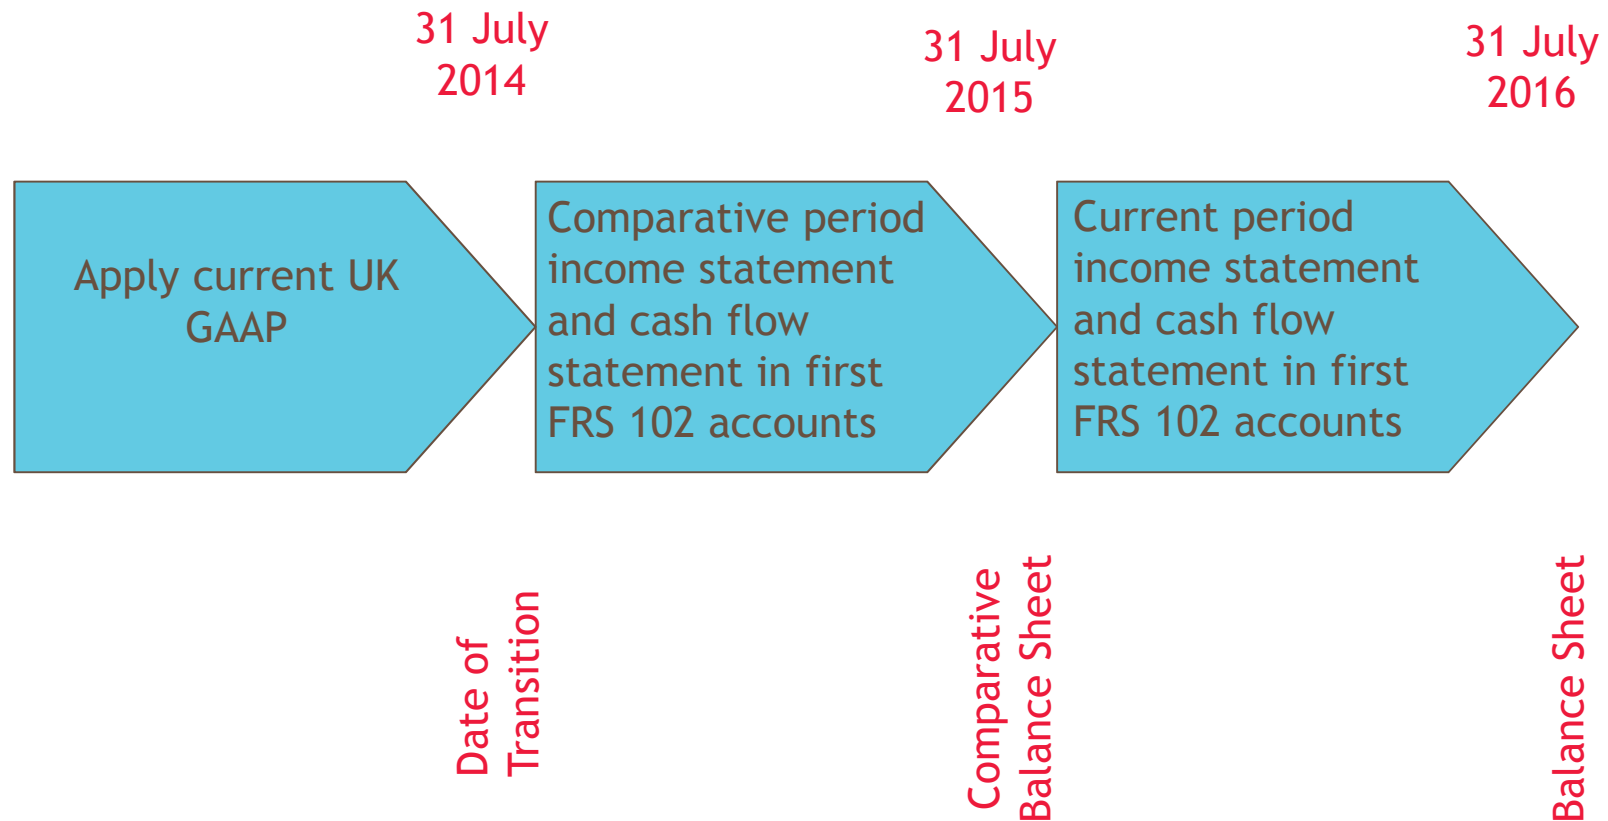 31 July
2014
31 July
2015
31 July
2016
Apply current UK
GAAP
Comparative period
income statement
and cash flow
statement in first
FRS 102 accounts
Current period
income statement
and cash flow
statement in first
FRS 102 accounts
Date of
Transition
Comparative
Balance Sheet
Balance Sheet